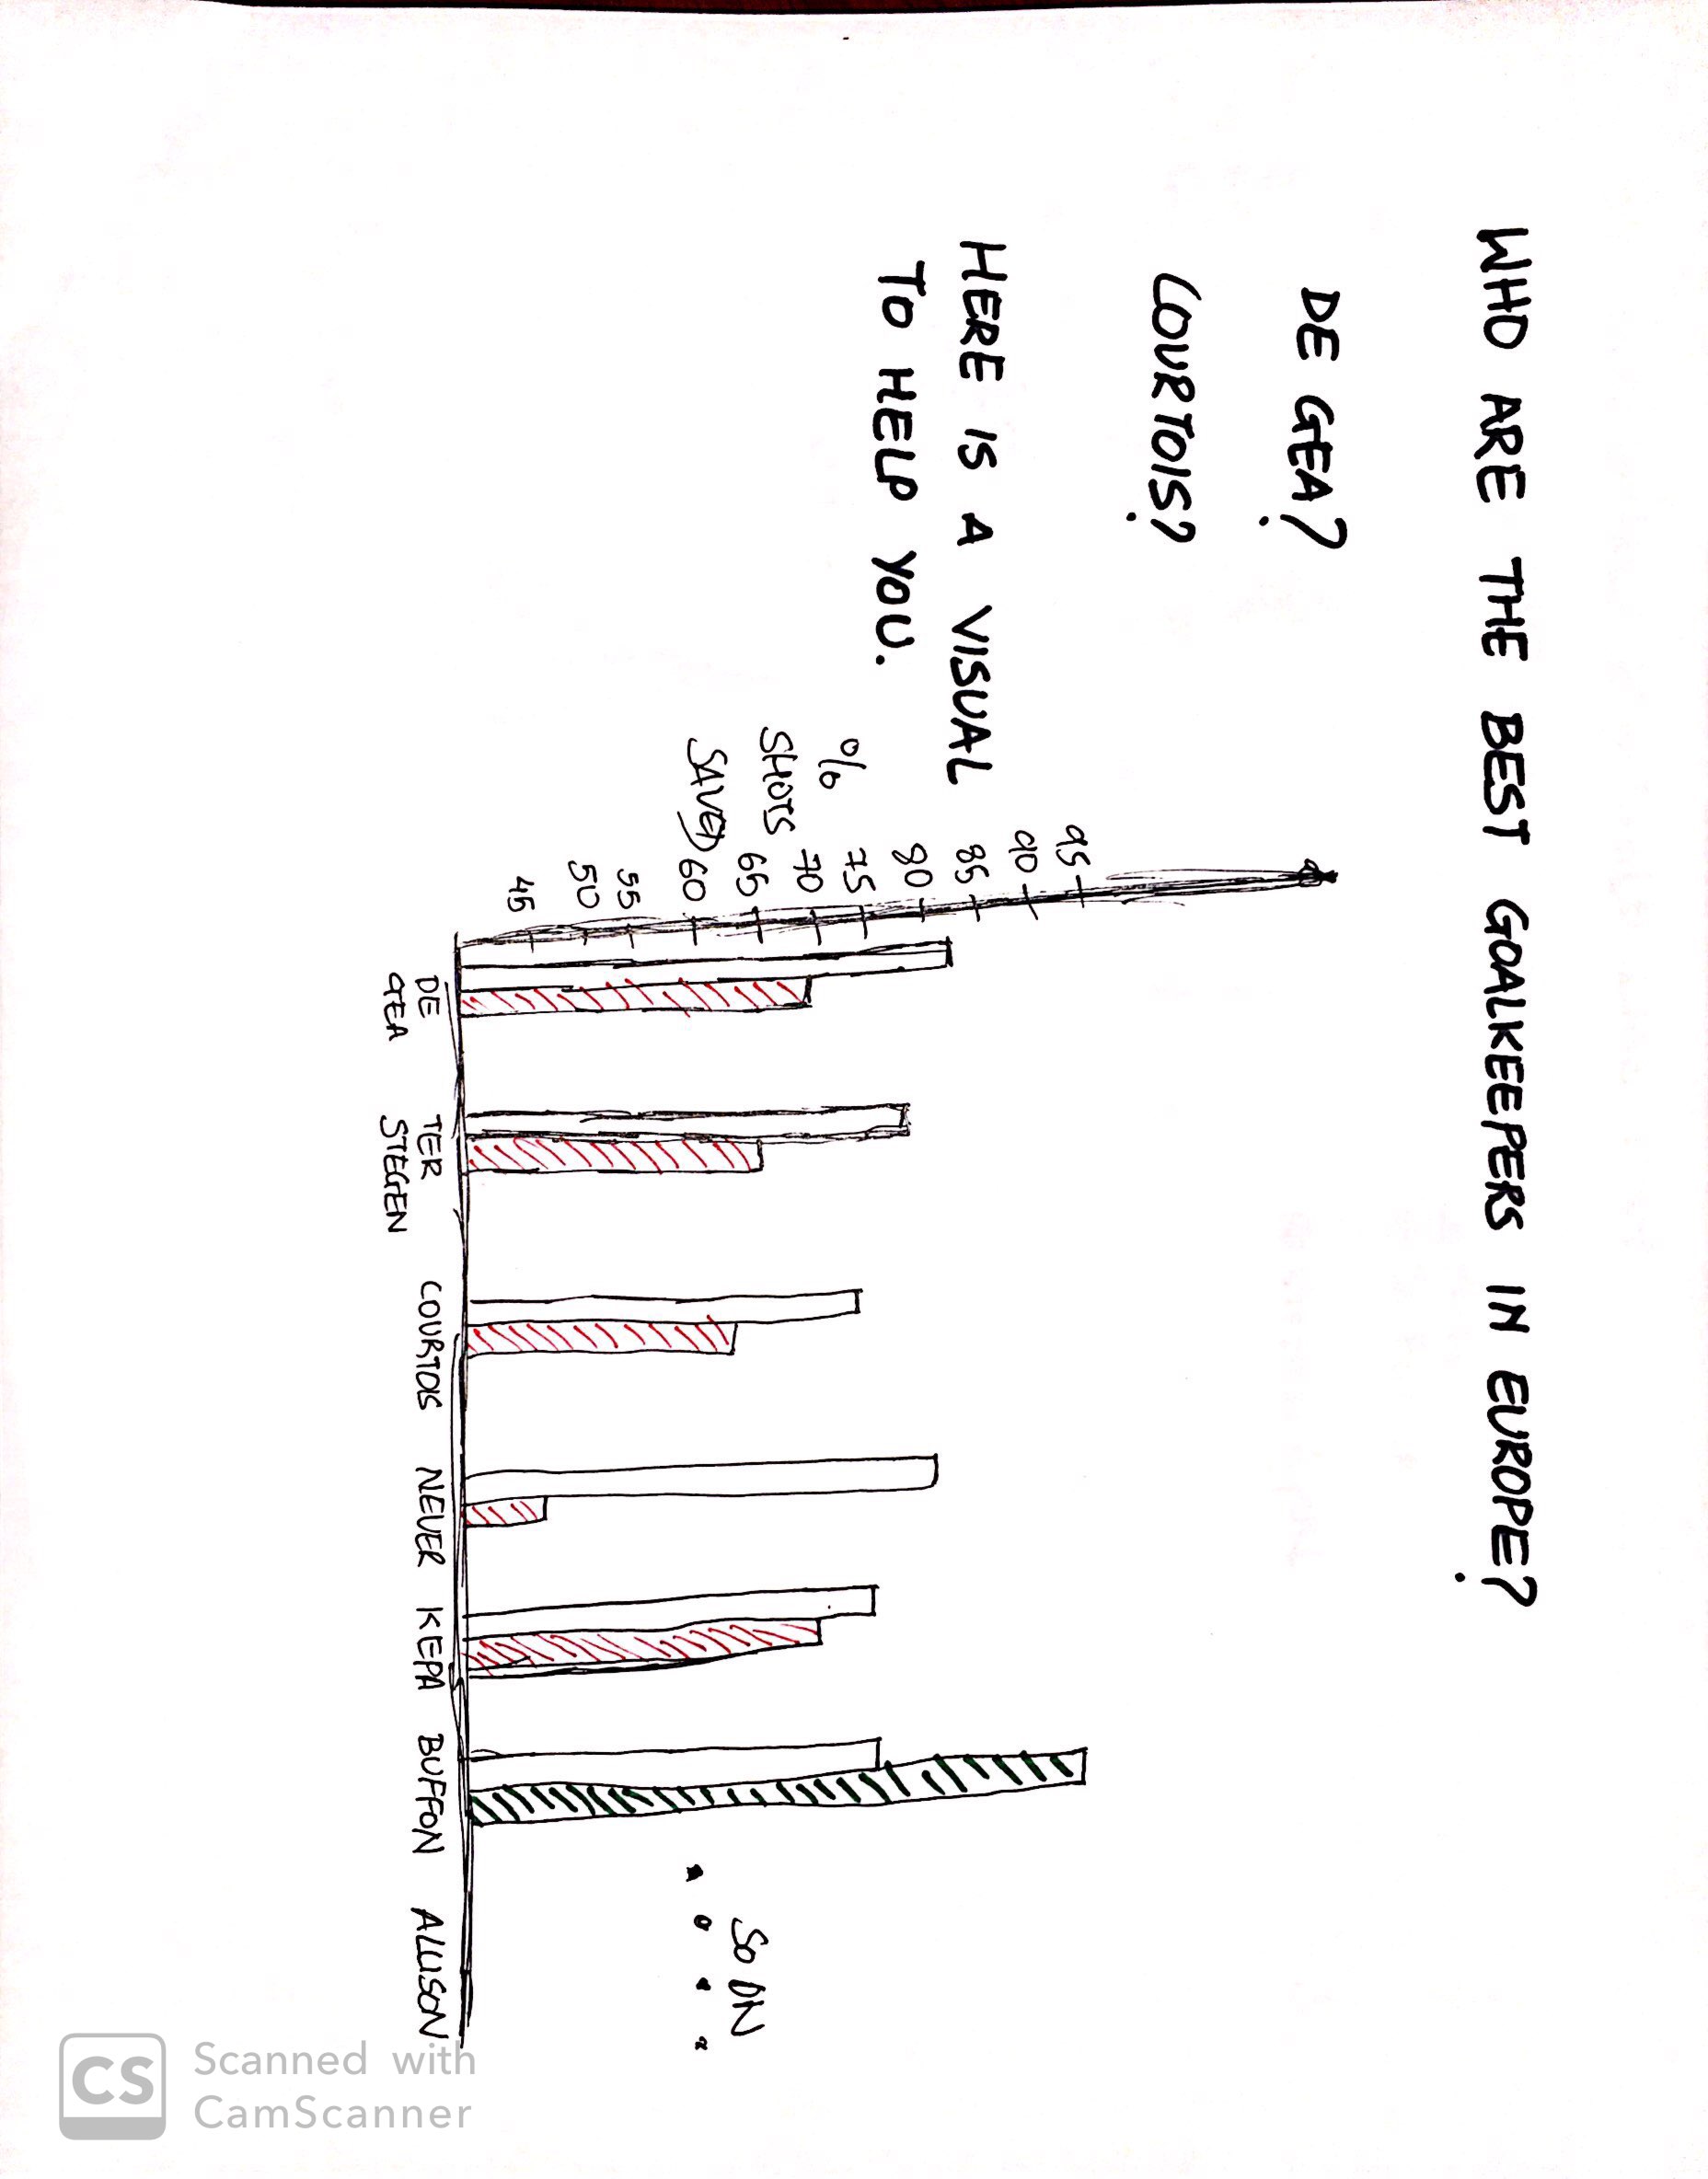 WHO ARE THE BEST GOALKEEPERS IN EUROPE?
DE GEA?
COURTOIS?
HERE IS A VISUAL
TO HELP YOU.
95
90
85
80
75
70
65
60
55
50
45
%
SHOTS
SAVED
SO ON
DE
GEA
TER
STEGEN
COURTOIS
NEUER
KEPA
BUFFON
ALLISON
CS
Scanned with
CamScanner